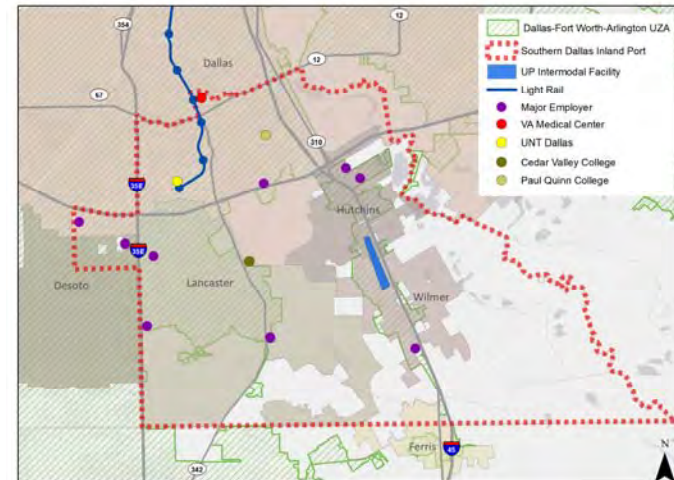 354
12
12
Dallas
67
310
35E
Hutchins
35E
Desoto
Lancaster
Wilmer
Ferris
45
342
N
Dallas-Fort Worth-Arlington UZA
Southern Dallas Inland Port
UP Intermodal Facility
Light Rail
Major Employer
VA Medical Center
UNT Dallas
Cedar Valley College
Paul Quinn College